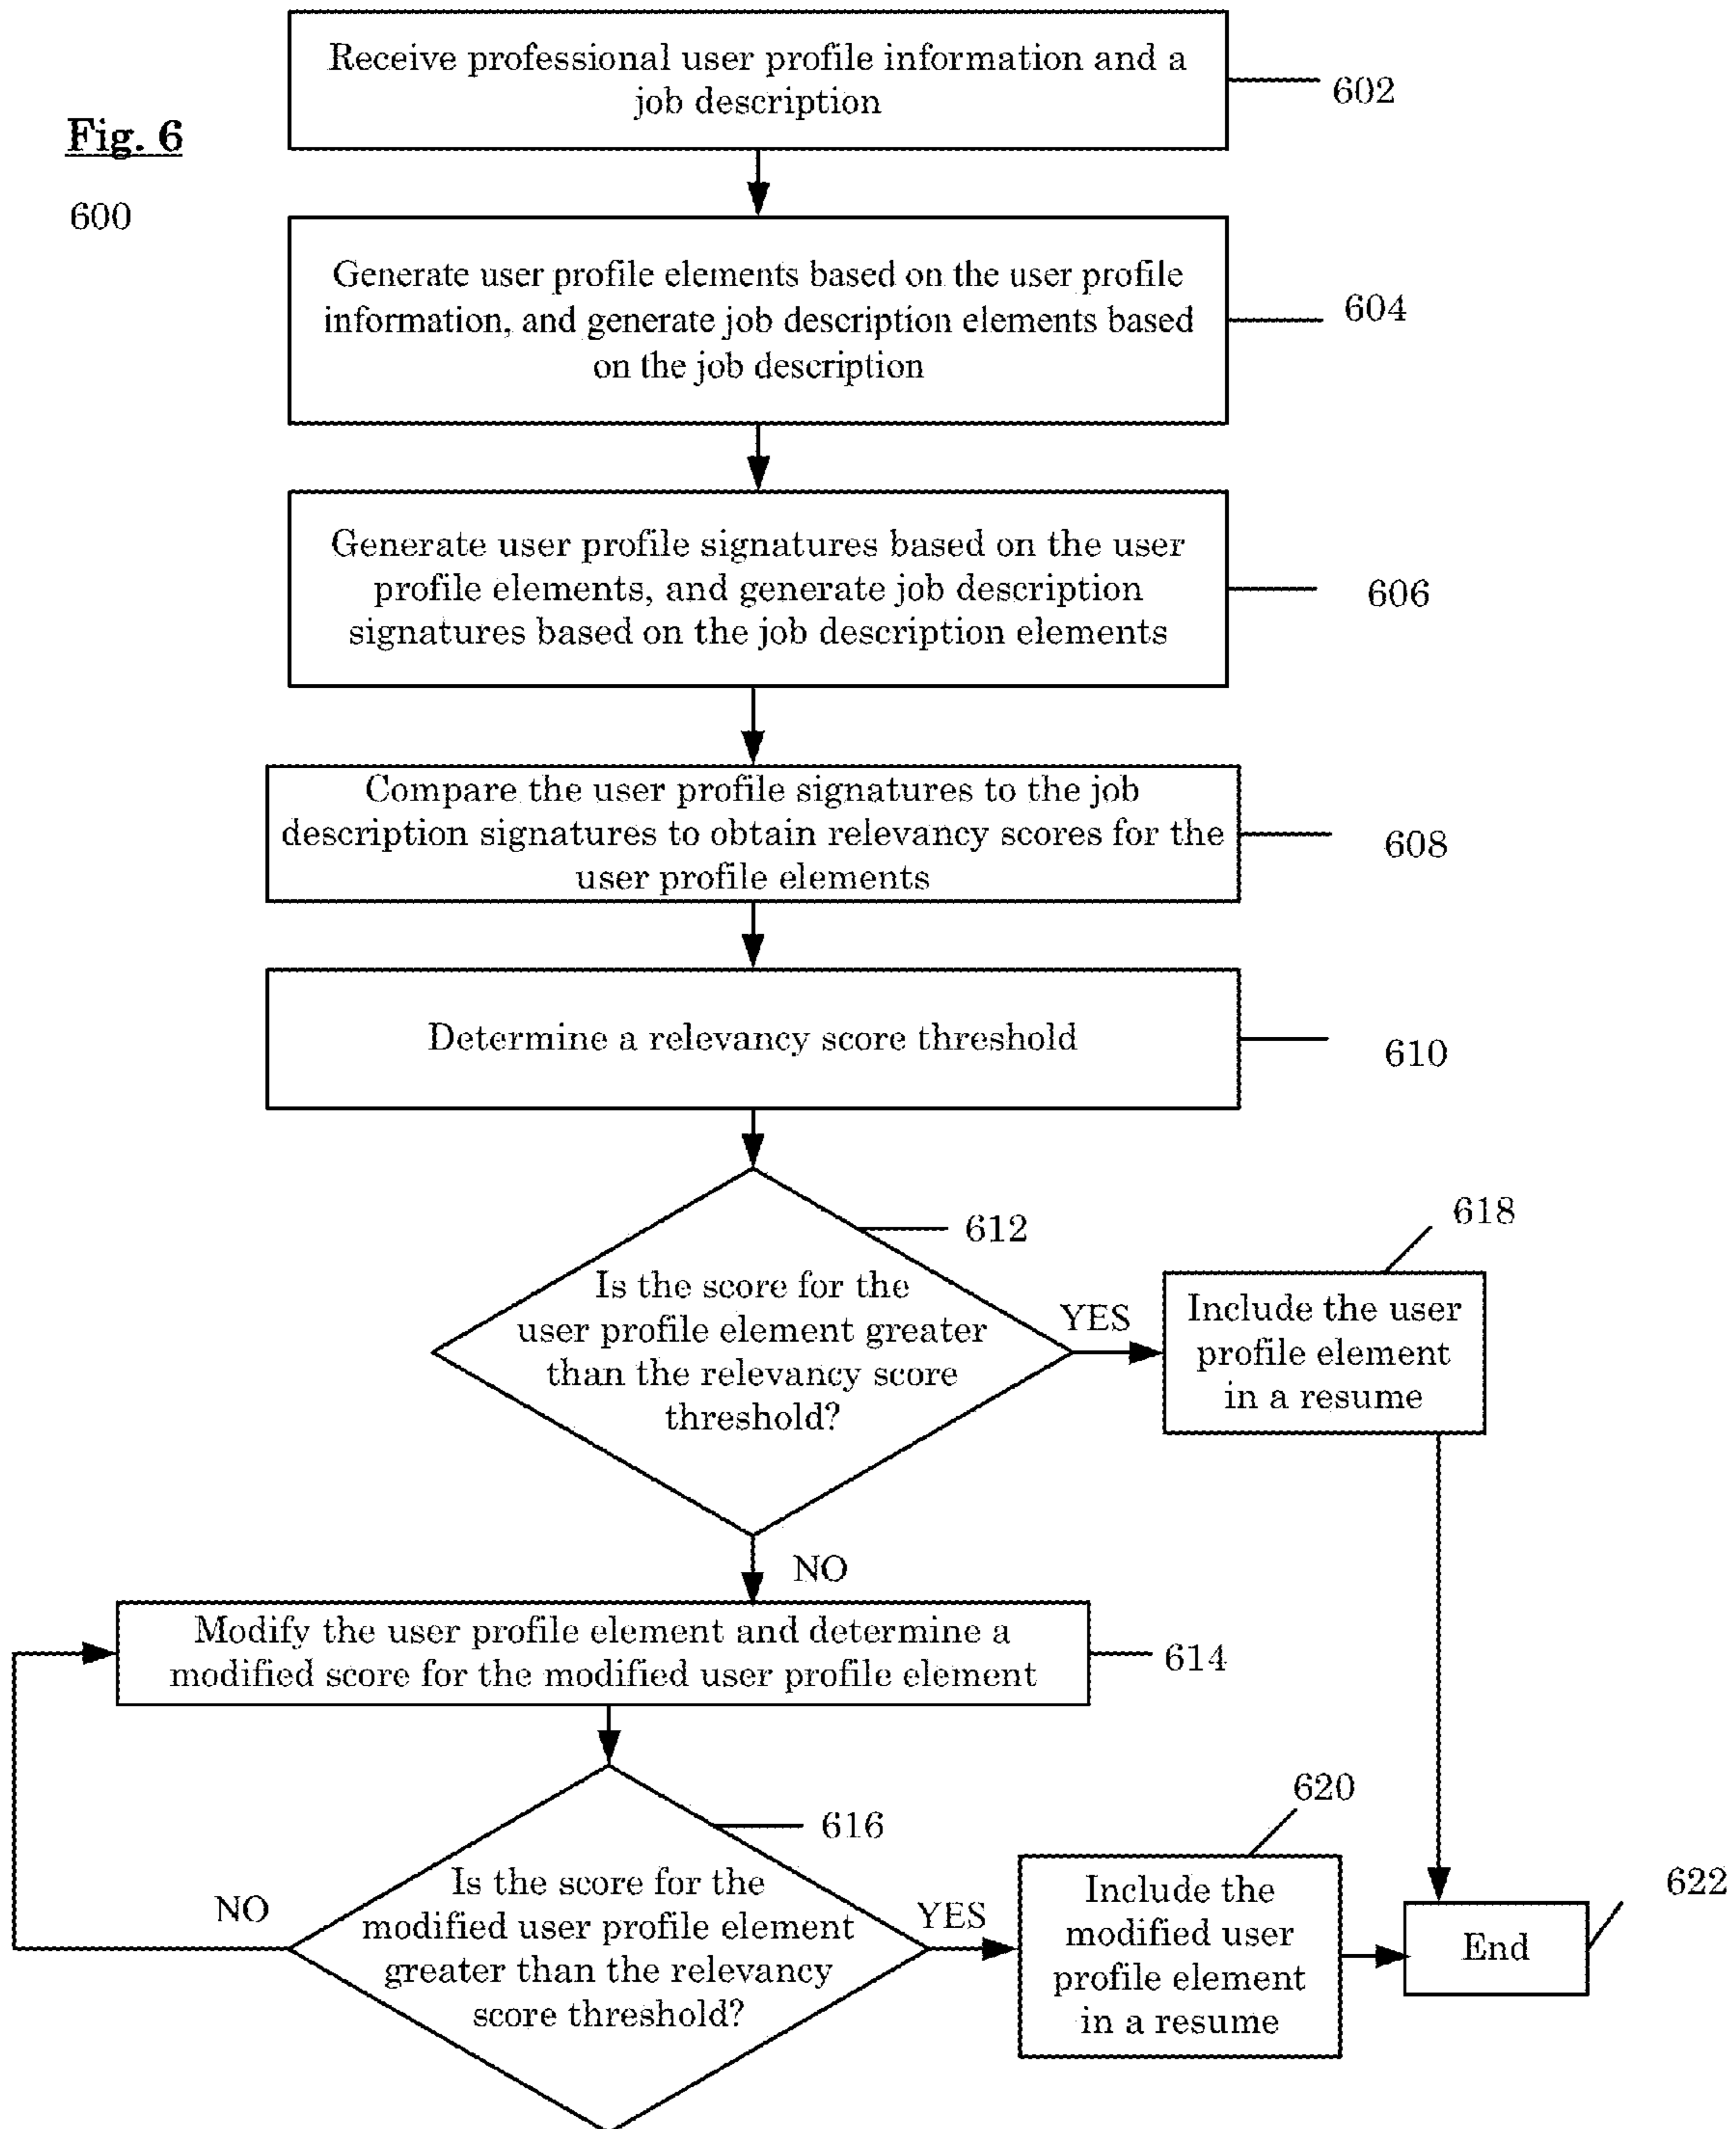 Receive professional user profile information and a
job description
602
Fig. 6
600
Generate user profile elements based on the user profile
information, and generate job description elements based
on the job description
604
Generate user profile signatures based on the user
profile elements, and generate job description
signatures based on the job description elements
606
Compare the user profile signatures to the job
description signatures to obtain relevancy scores for the
user profile elements
608
Determine a relevancy score threshold
610
612
Is the score for the
user profile element greater
than the relevancy score
threshold?
YES
618
Include the user
profile element
in a resume
NO
Modify the user profile element and determine a
modified score for the modified user profile element
614
616
Is the score for the
modified user profile element
greater than the relevancy
score threshold?
NO
YES
620
Include the
modified user
profile element
in a resume
End
622